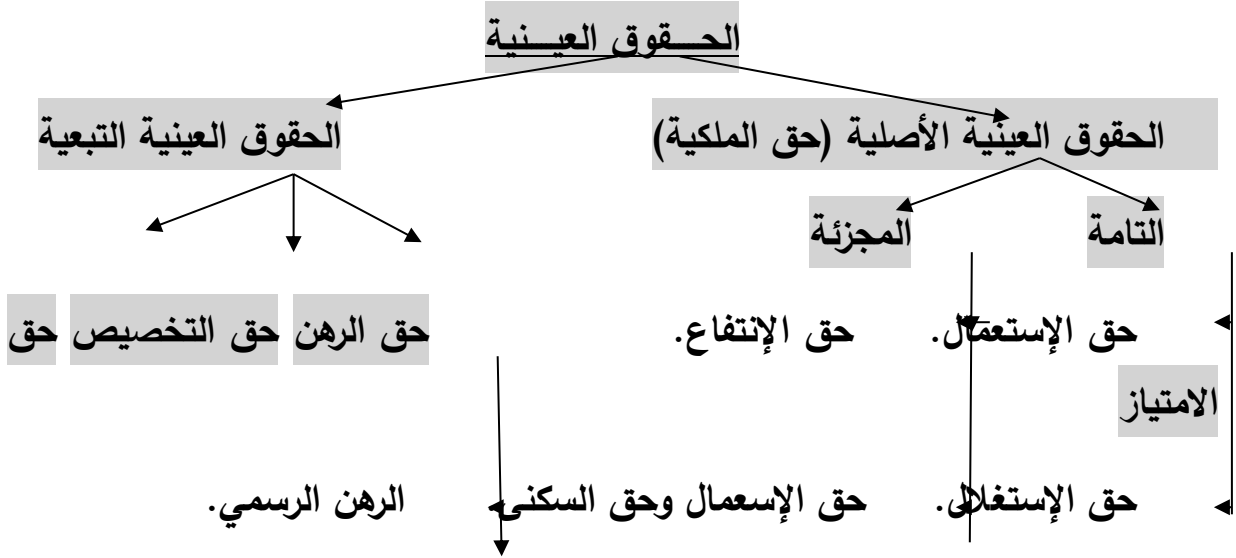 الحـــقوق العيـــنية
الحقوق العينية الأصلية (حق الملكية) الحقوق العينية التبعية
التامة المجزئة
حق الإستعمال. حق الإنتفاع. حق الرهن حق التخصيص حق
الامتياز
حق الإستغلال. حق الإسعمال وحق السكنى. الرهن الرسمي.